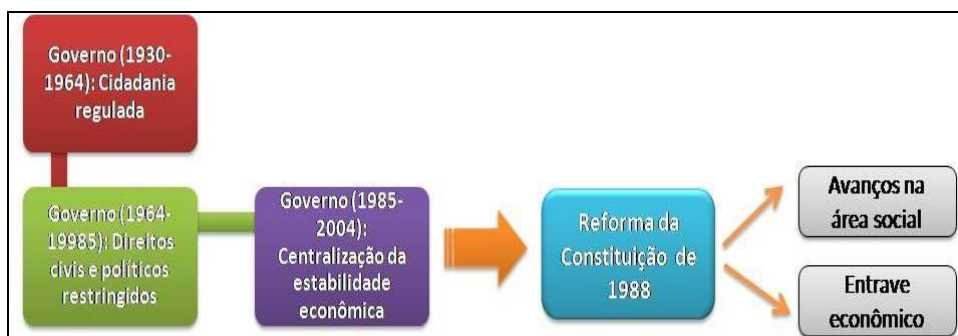 Governo (1930-
1964): Cidadania
regulada
Governo (1964-
19985): Direitos
civis e políticos
restringidos
Governo (1985-
2004):
Centralização da
estabilidade
econômica
Reforma da
Constituição de
1988
Avanços na
área social
Entrave
econômico